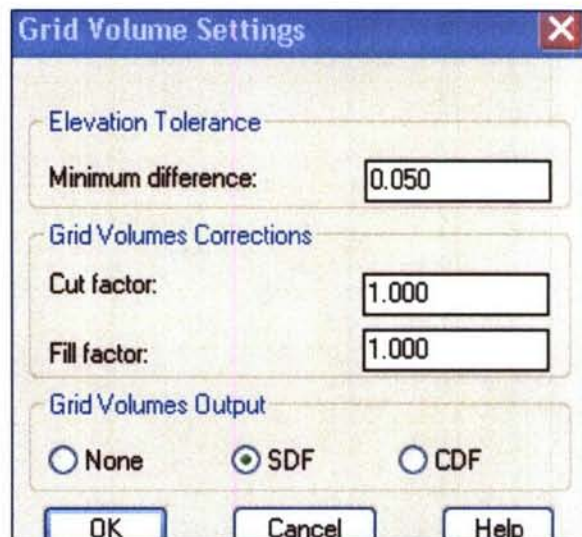 Grid Volume Settings
Elevation Tolerance
Minimum difference: 0.050
Grid Volumes Corrections
Cut factor: 1.000
Fill factor: 1.000
Grid Volumes Output
None SDF CDF
OK Cancel Help